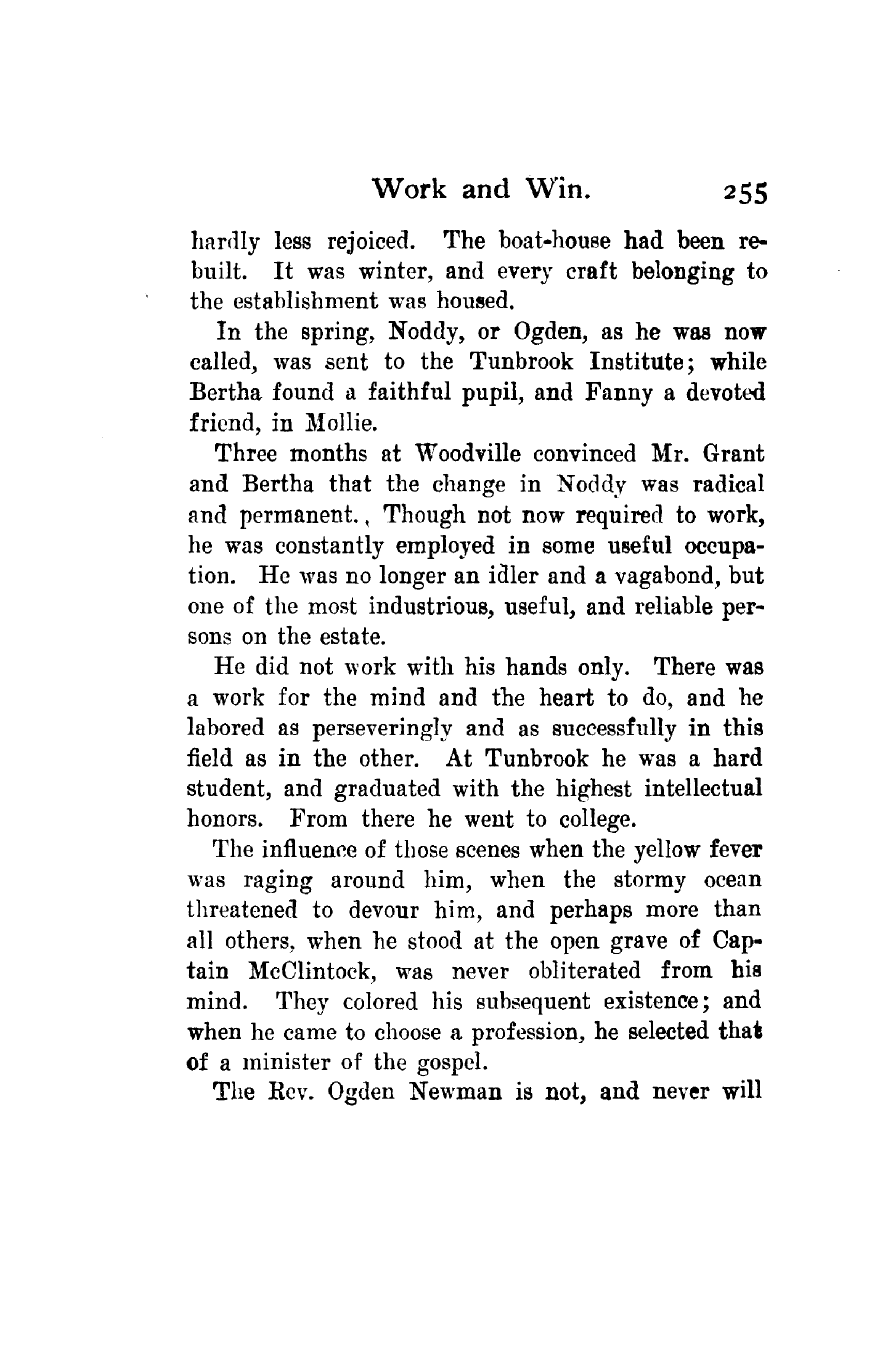 Work and Win. 255
hardly less rejoiced. The boat-house had been re-
built. It was winter, and every craft belonging to
the establishment was housed.
In the spring, Noddy, or Ogden, as he was now
called, was sent to the Tunbrook Institute; while
Bertha found a faithful pupil, and Fanny a devoted
friend, in Mollie.
Three months at Woodville convinced Mr. Grant
and Bertha that the change in Noddy was radical
and permanent. Though not now required to work,
he was constantly employed in some useful occupa-
tion. He was no longer an idler and a vagabond, but
one of the most industrious, useful, and reliable per-
sons on the estate.
He did not work with his hands only. There was
a work for the mind and the heart to do, and he
labored as perseveringly and as successfully in this
field as in the other. At Tunbrook he was a hard
student, and graduated with the highest intellectual
honors. From there he went to college.
The influence of those scenes when the yellow fever
was raging around him, when the stormy ocean
threatened to devour him, and perhaps more than
all others, when he stood at the open grave of Cap-
tain McClintock, was never obliterated from his
mind. They colored his subsequent existence; and
when he came to choose a profession, he selected that
of a minister of the gospel.
The Rev. Ogden Newman is not, and never will